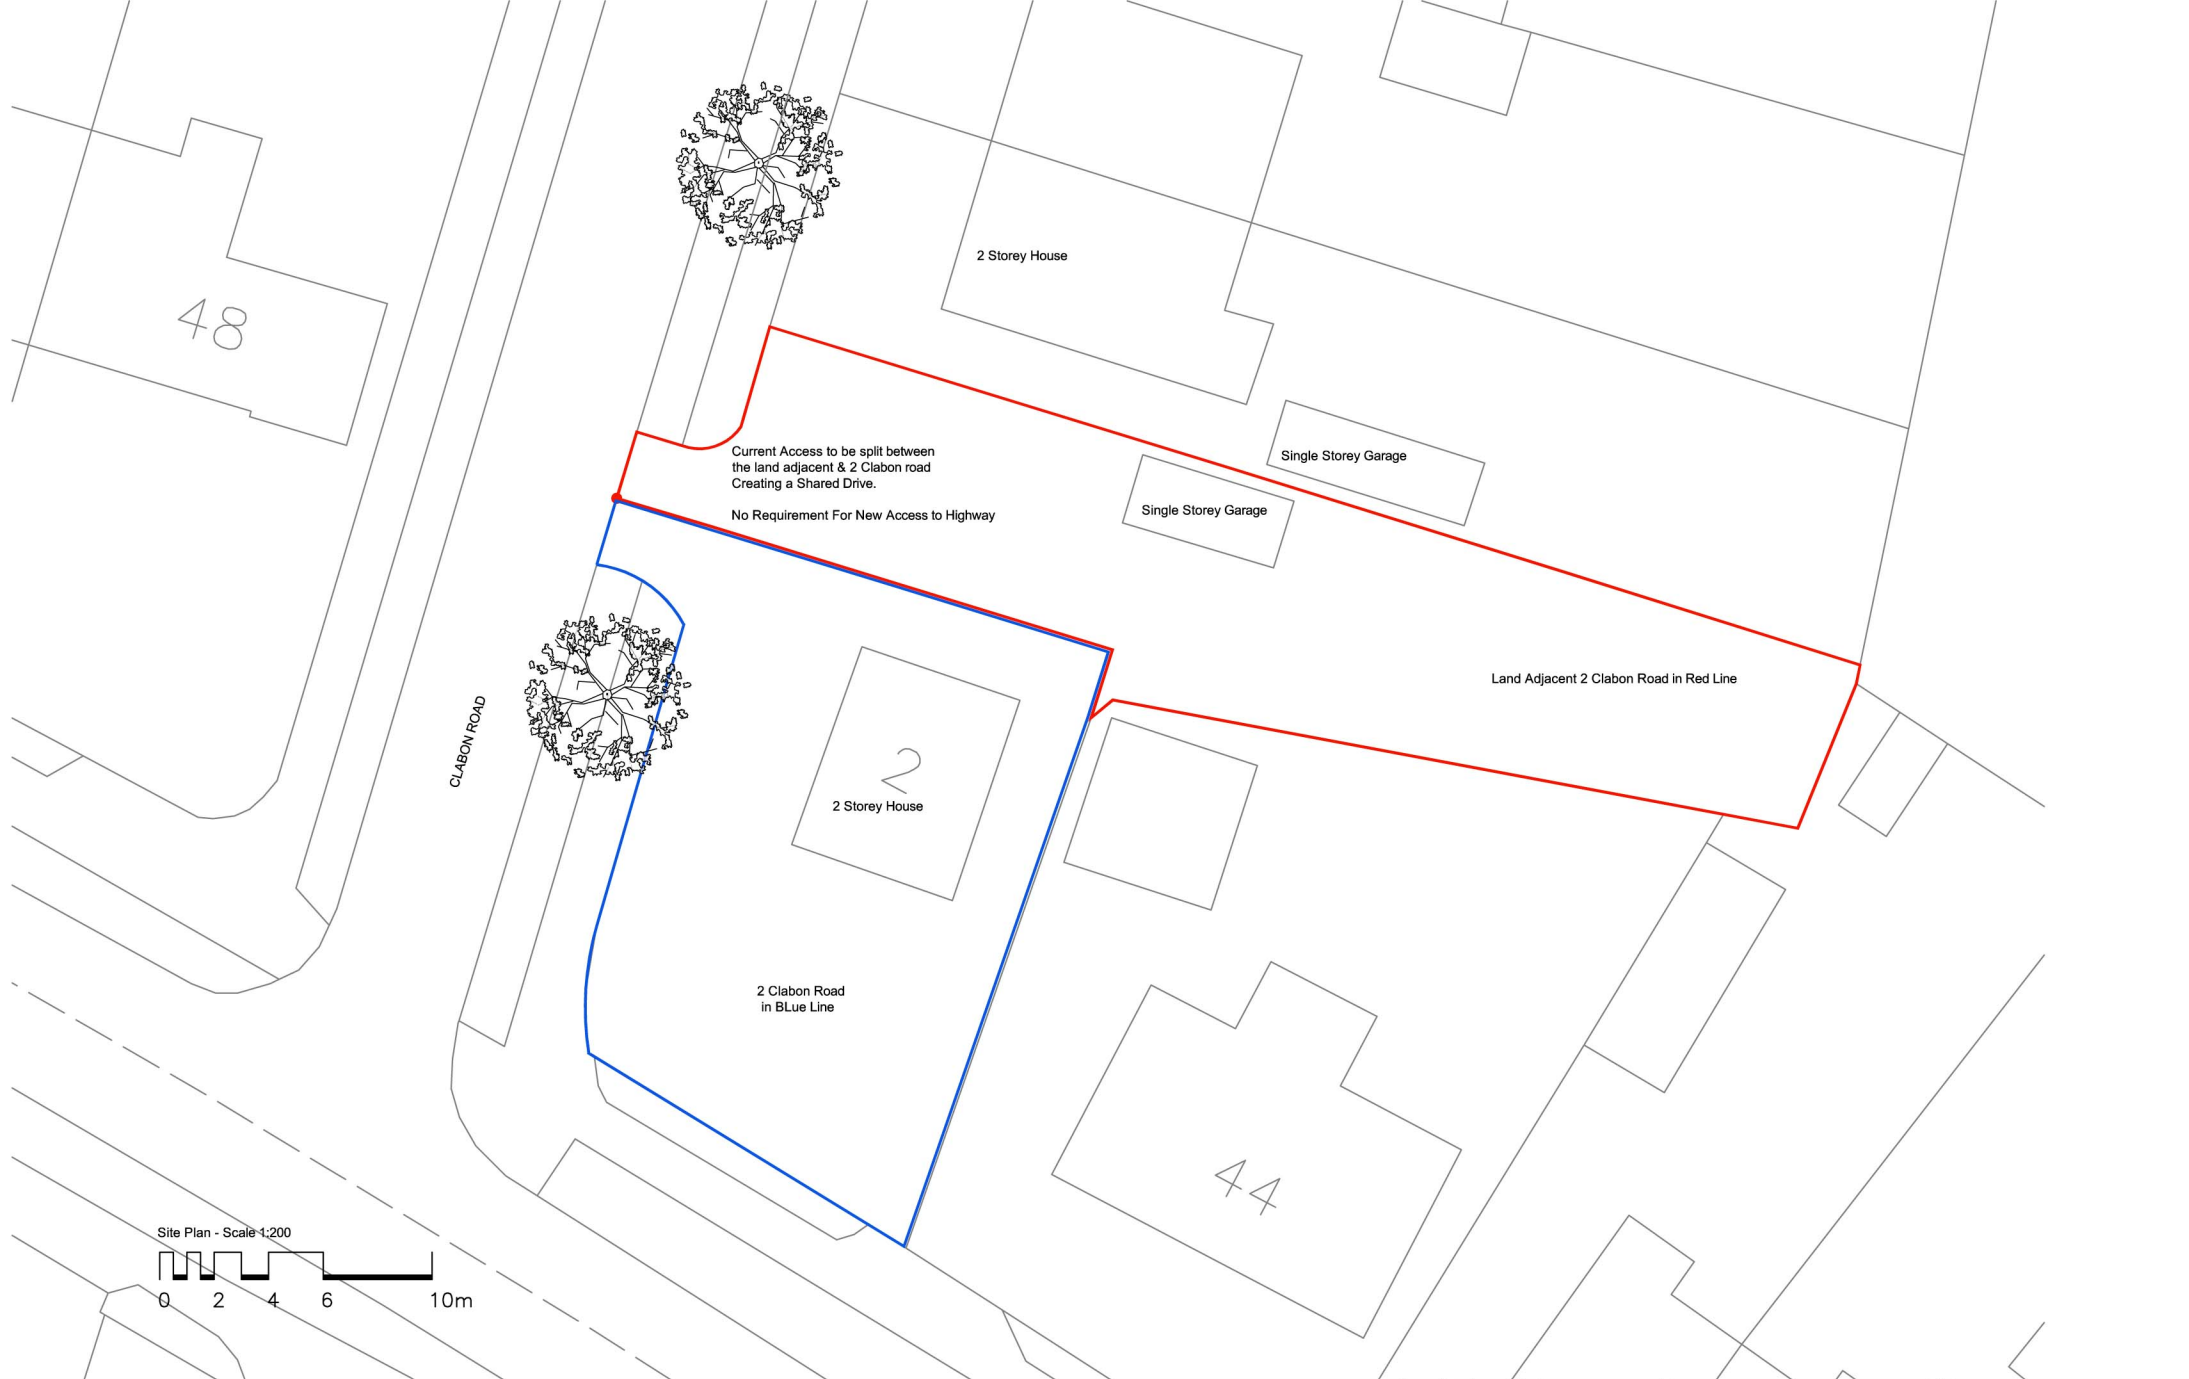 2 Storey House
48
Current Access to be split between
the land adjacent & 2 Clabon road
Creating a Shared Drive.
No Requirement For New Access to Highway
Single Storey Garage
Single Storey Garage
Land Adjacent 2 Clabon Road in Red Line
CLABON ROAD
2
2 Storey House
2 Clabon Road
in BLue Line
44
Site Plan - Scale 1:200
0 2 4 6 10m